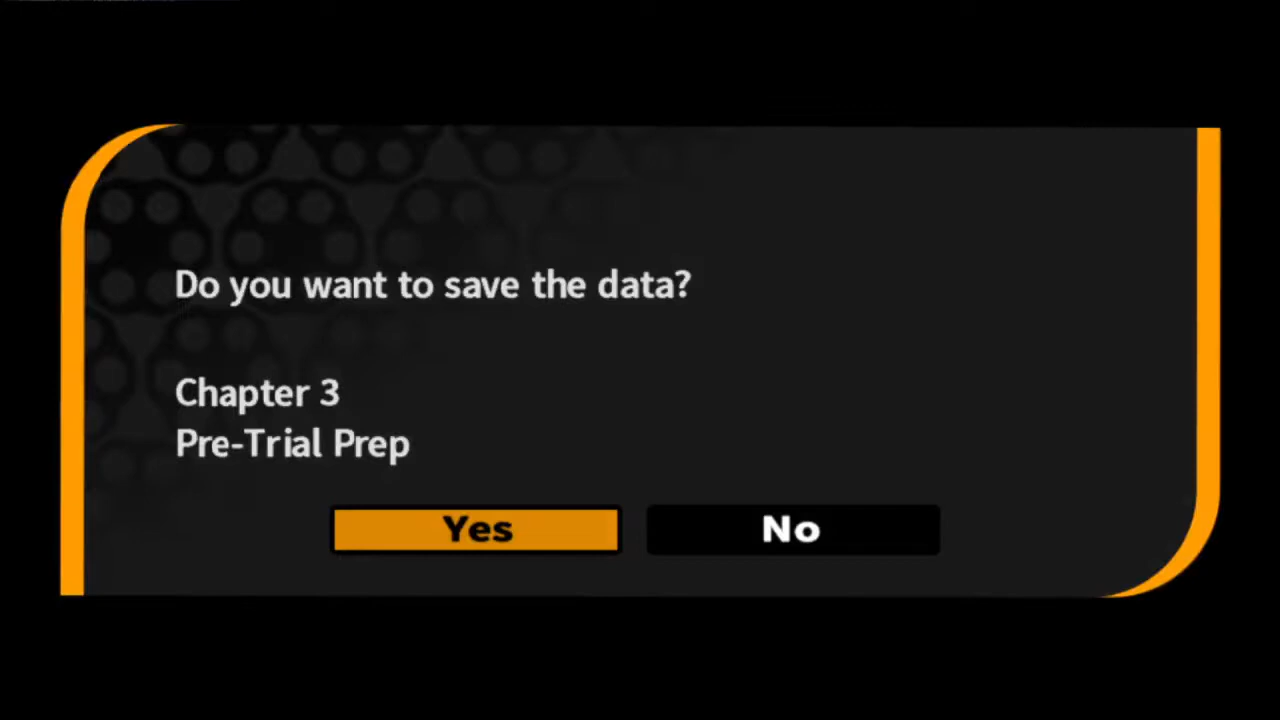 Do you want to save the data?
Chapter 3
Pre-Trial Prep
Yes No